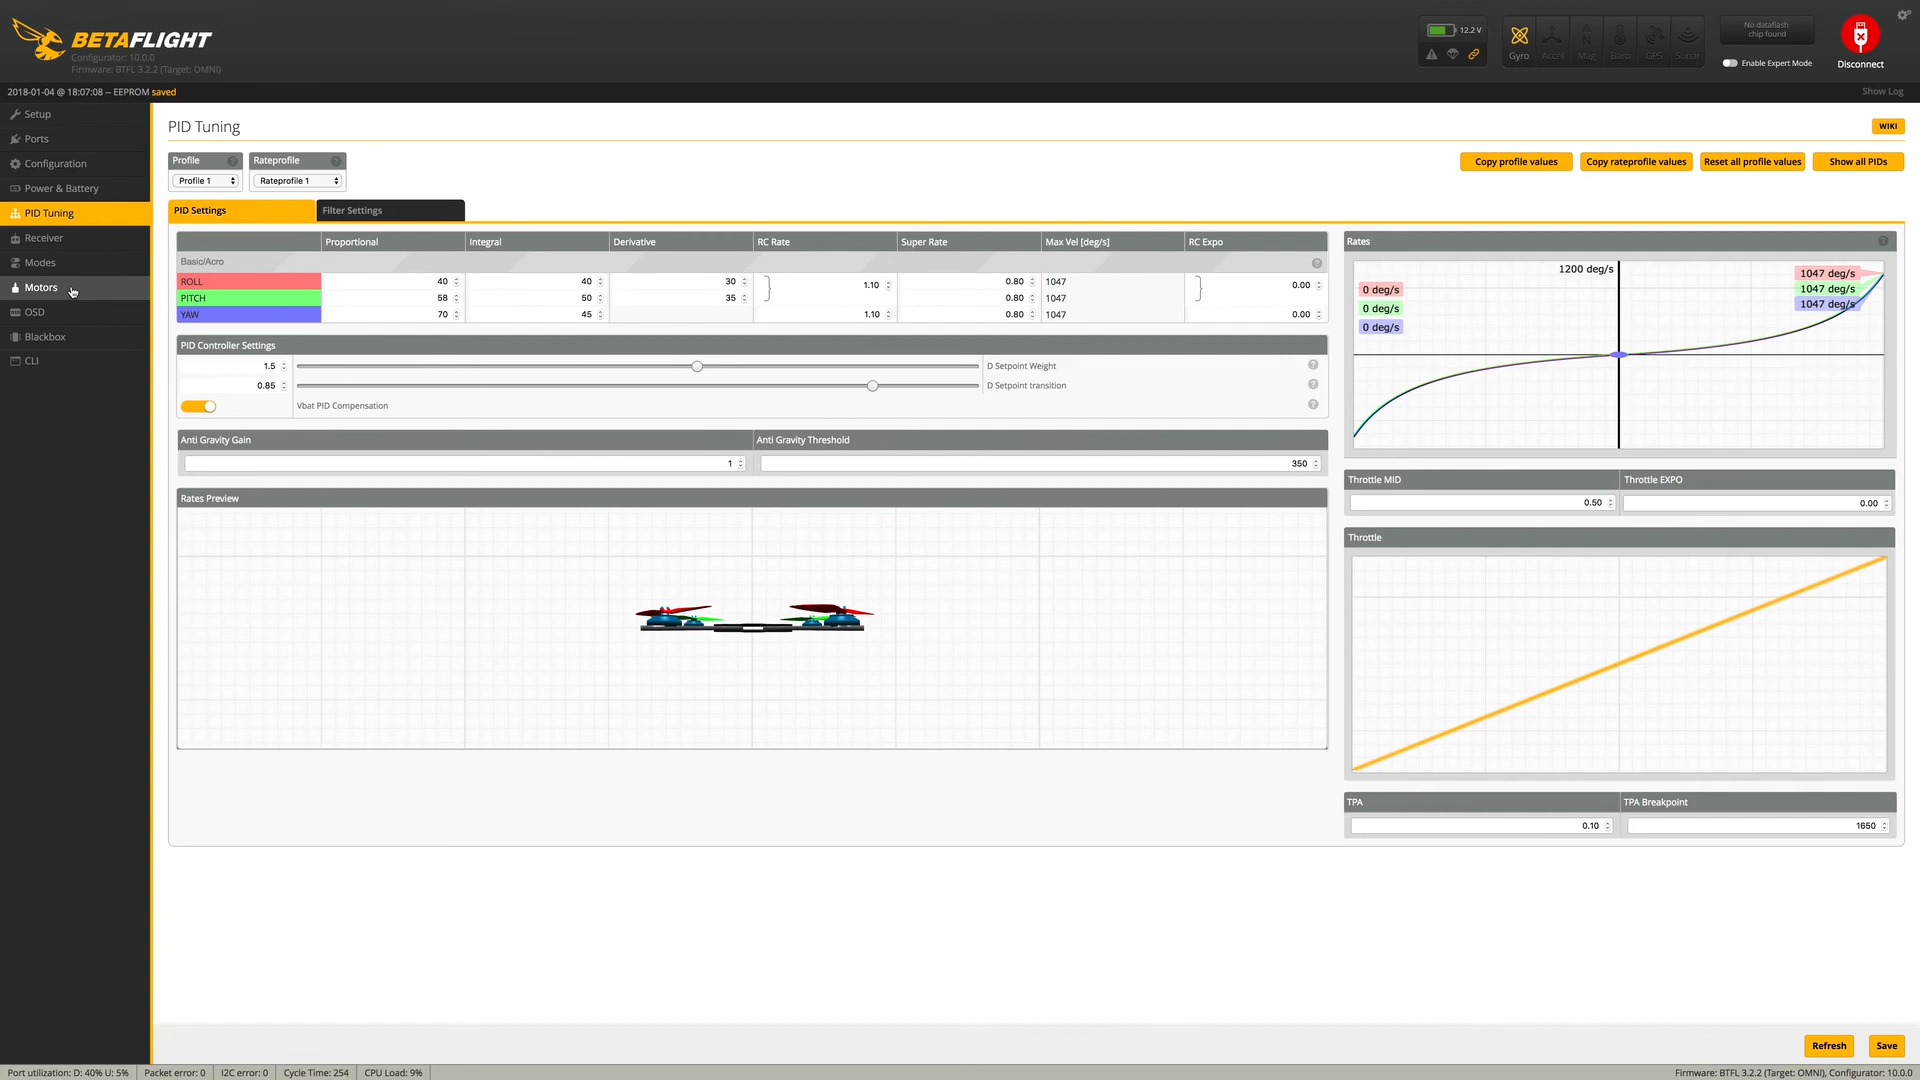 BETAFLIGHT
Configurator: 10.0.0
Firmware: BTFL 3.2.2 (Target: OMNI)
12.2 V
Gyro
Accel
Mag
Baro
GPS
Sonar
No dataflash
chip found
Enable Expert Mode
Disconnect
2018-01-04 @ 18:07:08 -- EEPROM saved
Show Log
Setup
Ports
Configuration
Power & Battery
PID Tuning
Receiver
Modes
Motors
OSD
Blackbox
CLI
PID Tuning
WIKI
Profile
Rateprofile
Profile 1
Rateprofile 1
Copy profile values
Copy rateprofile values
Reset all profile values
Show all PIDs
PID Settings
Filter Settings
Proportional Integral Derivative RC Rate Super Rate Max Vel [deg/s] RC Expo
Basic/Acro
ROLL 40 40 30 1.10 0.80 1047 0.00
PITCH 58 50 35 0.80 1047
YAW 70 45 1.10 0.80 1047 0.00
PID Controller Settings
1.5 D Setpoint Weight
0.85 D Setpoint transition
Vbat PID Compensation
Anti Gravity Gain Anti Gravity Threshold
1 350
Rates Preview
Rates
1200 deg/s
1047 deg/s
1047 deg/s
1047 deg/s
0 deg/s
0 deg/s
0 deg/s
Throttle MID Throttle EXPO
0.50 0.00
Throttle
TPA TPA Breakpoint
0.10 1650
Refresh
Save
Port utilization: D: 40% U: 5% Packet error: 0 I2C error: 0 Cycle Time: 254 CPU Load: 9%
Firmware: BTFL 3.2.2 (Target: OMNI), Configurator: 10.0.0